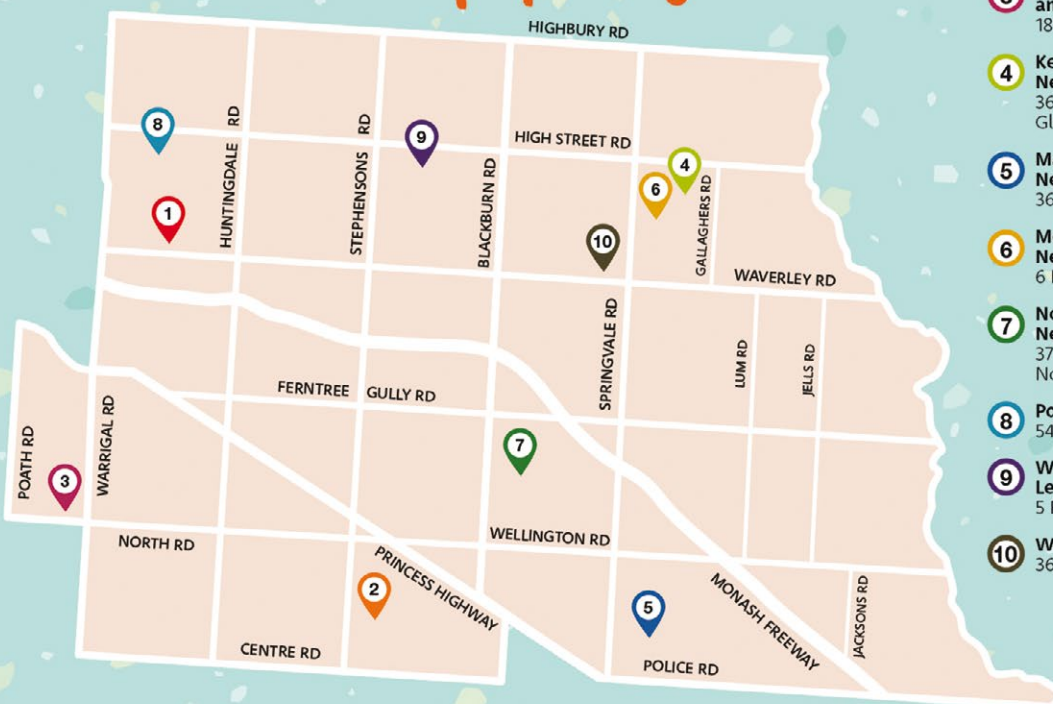 HIGHBURY RD
HIGH STREET RD
HUNTINGDALE RD
STEPHENSONS RD
BLACKBURN RD
GALLAGHERS RD
WAVERLEY RD
SPRINGVALE RD
LUM RD
JELLS RD
FERNTREE GULLY RD
POATH RD
WARRIGAL RD
NORTH RD
WELLINGTON RD
PRINCESS HIGHWAY
MONASH FREEWAY
JACKSONS RD
CENTRE RD
POLICE RD
8
9
4
6
1
10
7
3
2
5
18
4
36
5
36
6
6
7
37
8
54
9
5
10
36